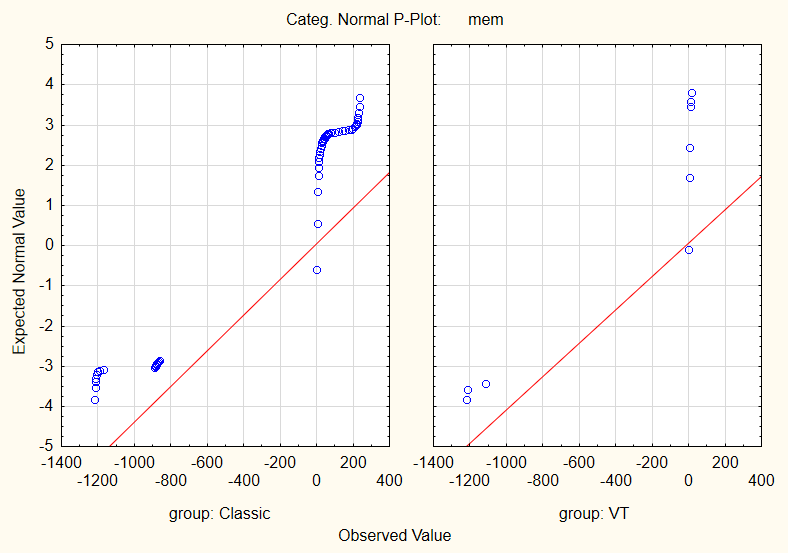 Categ. Normal P-Plot: mem
5
4
3
2
1
0
-1
-2
-3
-4
-5
Expected Normal Value
-1400 -1000 -600 -200 200
-1200 -800 -400 0 400
-1400 -1000 -600 -200 200
-1200 -800 -400 0 400
group: Classic
group: VT
Observed Value